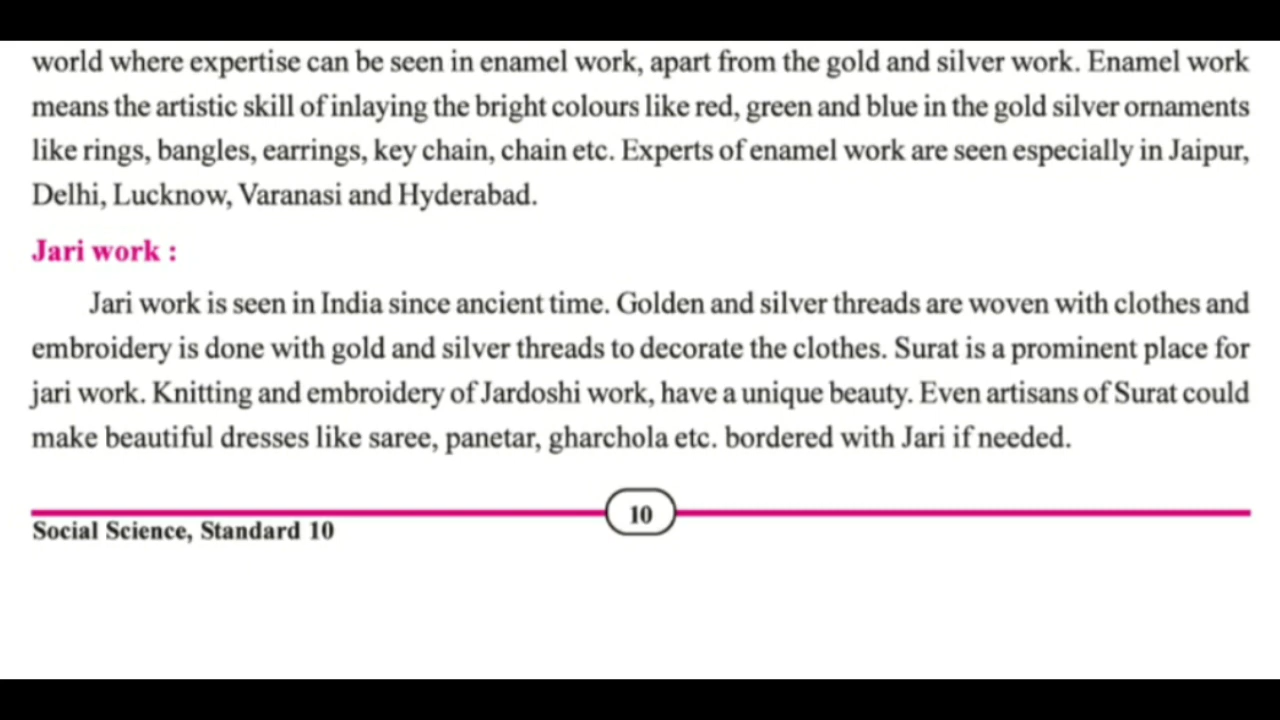 world where expertise can be seen in enamel work, apart from the gold and silver work. Enamel work
means the artistic skill of inlaying the bright colours like red, green and blue in the gold silver ornaments
like rings, bangles, earrings, key chain, chain etc. Experts of enamel work are seen especially in Jaipur,
Delhi, Lucknow, Varanasi and Hyderabad.
Jari work :
Jari work is seen in India since ancient time. Golden and silver threads are woven with clothes and
embroidery is done with gold and silver threads to decorate the clothes. Surat is a prominent place for
jari work. Knitting and embroidery of Jardoshi work, have a unique beauty. Even artisans of Surat could
make beautiful dresses like saree, panetar, gharchola etc. bordered with Jari if needed.
10
Social Science, Standard 10